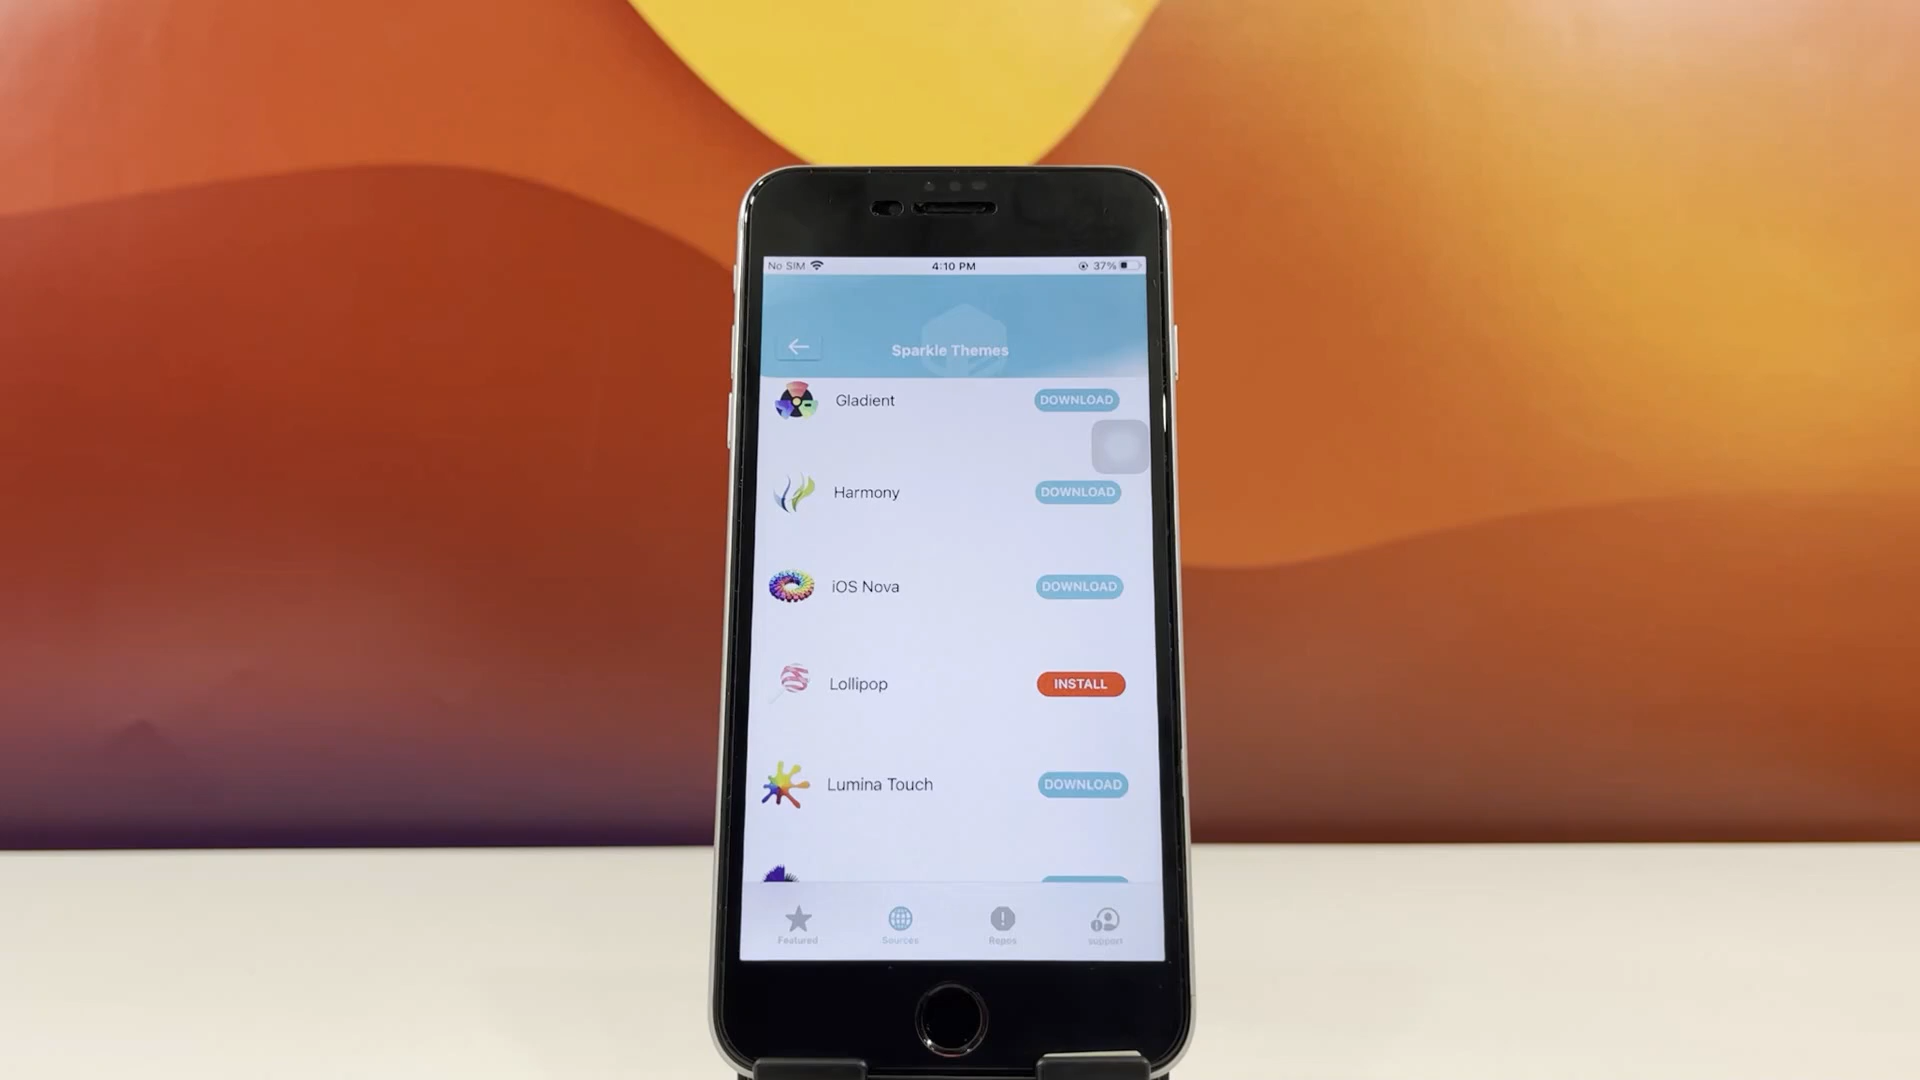 No SIM 4:10 PM 37%
Sparkle Themes
Gladient DOWNLOAD
Harmony DOWNLOAD
iOS Nova DOWNLOAD
Lollipop INSTALL
Lumina Touch DOWNLOAD
Featured Sources Repos support